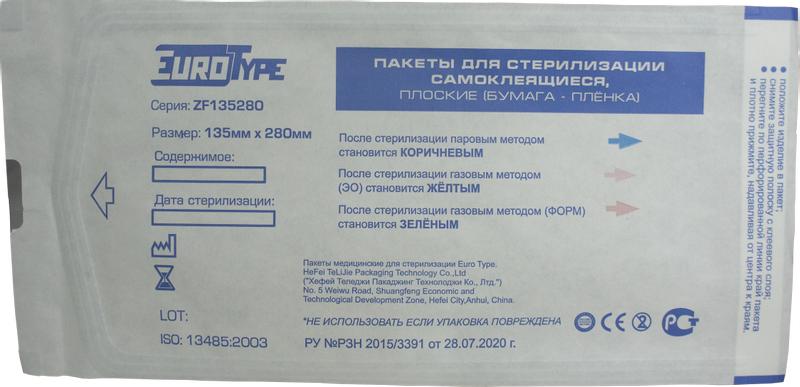 EUROTYPE
Серия: ZF135280
Размер: 135мм x 280мм
Содержимое:
Дата стерилизации:
LOT:
ISO: 13485:2003
ПАКЕТЫ ДЛЯ СТЕРИЛИЗАЦИИ
САМОКЛЕЯЩИЕСЯ,
ПЛОСКИЕ (БУМАГА - ПЛЁНКА)
После стерилизации паровым методом
становится КОРИЧНЕВЫМ
После стерилизации газовым методом
(ЭО) становится ЖЁЛТЫМ
После стерилизации газовым методом (ФОРМ)
становится ЗЕЛЁНЫМ
Пакеты медицинские для стерилизации Euro Type.
HeFei TeLiJie Packaging Technology Co.,Ltd
("Хефей Теледжи Пакаджинг Технолоджи Ко., Лтд.")
No. 5 Weiwu Road, Shuangfeng Economic and
Technological Development Zone, Hefei City,Anhui, China.
*НЕ ИСПОЛЬЗОВАТЬ ЕСЛИ УПАКОВКА ПОВРЕЖДЕНА
CE
РСТ
РУ №РЗН 2015/3391 от 28.07.2020 г.
• положите изделие в пакет;
• снимите защитную полоску с клеевого слоя;
• перегните по перфорированной линии край пакета
и плотно прижмите, надавливая от центра к краям.